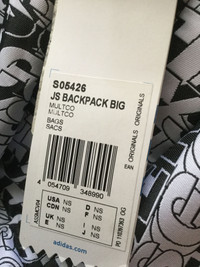 S05426
JS BACKPACK BIG
MULTCO
MULTCO
BAGS
SACS
ORIGINALS
ORIGINALS
EAN
4 054709 348990
USA NS D NS
CDN NS F NS
UK NS I NS
E NS J NS
adidas.com